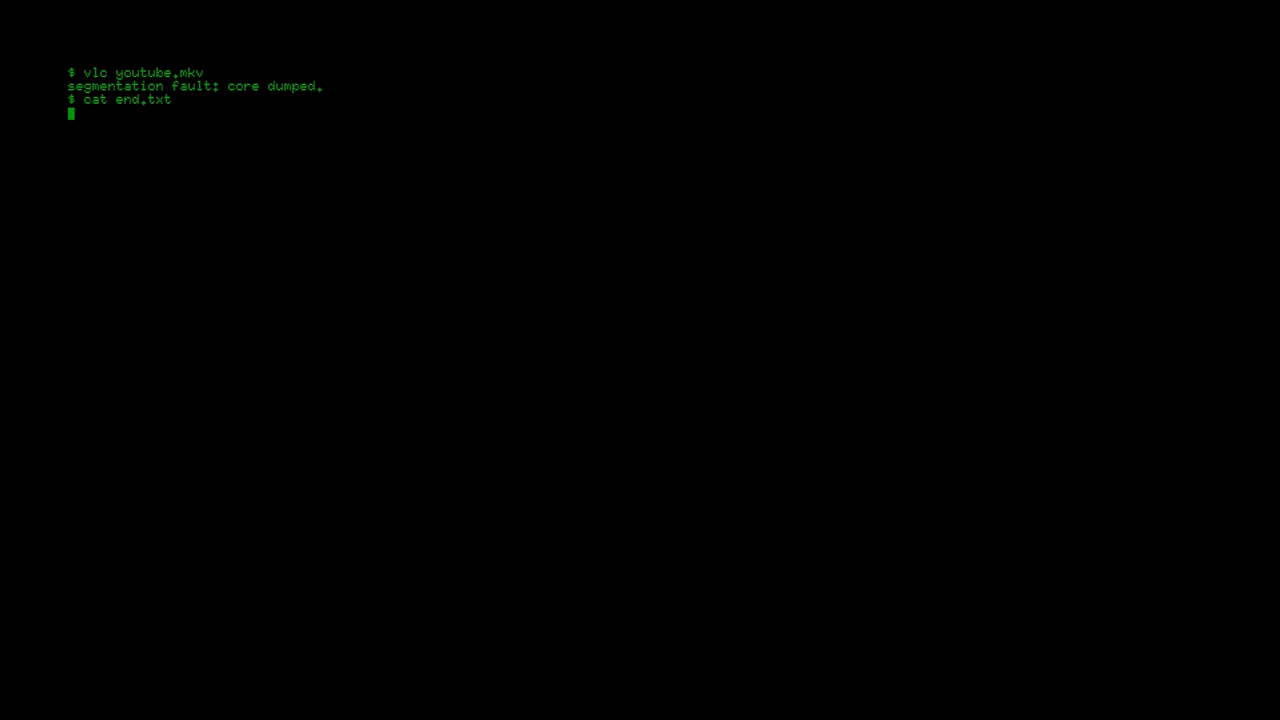 $ vlc youtube.mkv
segmentation fault: core dumped.
$ cat end.txt